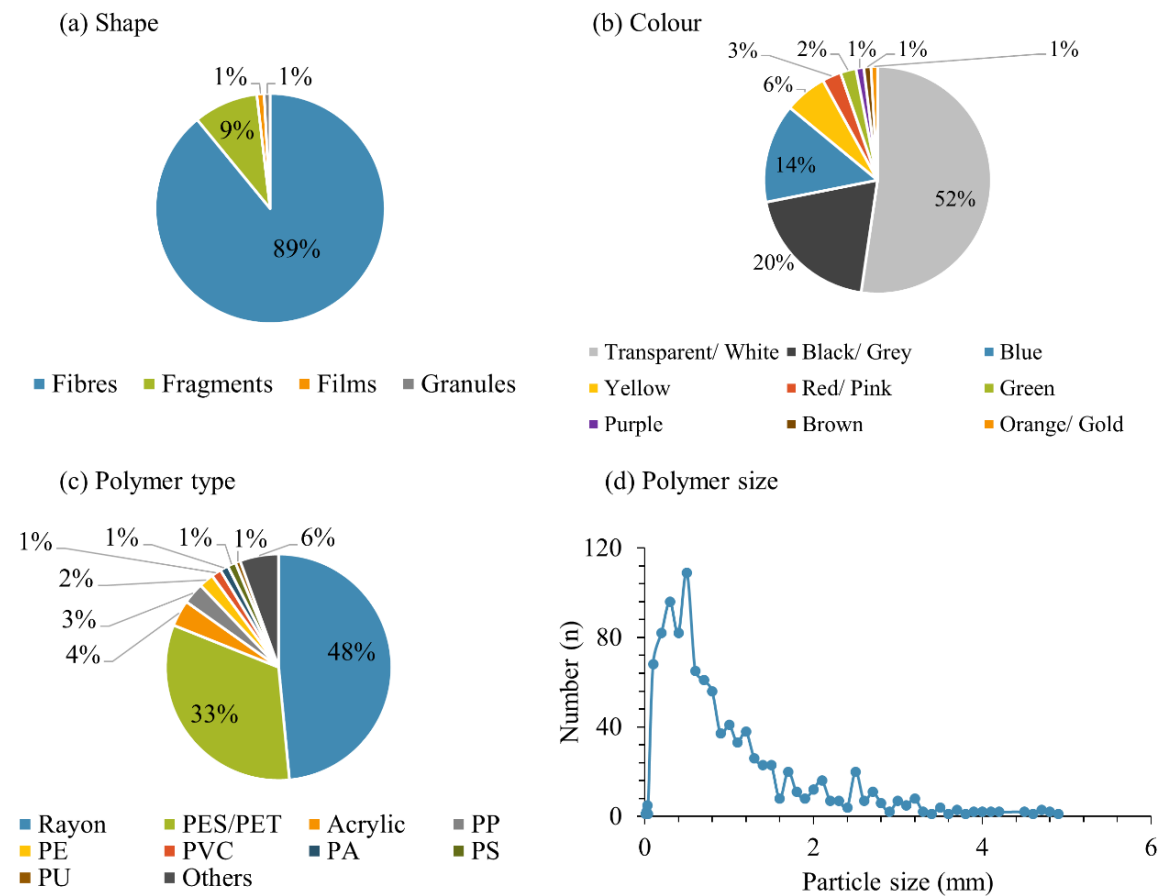 (a) Shape
1% 1%
9%
89%
Fibres Fragments Films Granules
(b) Colour
3% 2% 1% 1% 1%
6%
14%
52%
20%
Transparent/ White Black/ Grey Blue
Yellow Red/ Pink Green
Purple Brown Orange/ Gold
(c) Polymer type
1% 1% 1% 1% 6%
2%
3%
4%
48%
33%
Rayon PES/PET Acrylic PP
PE PVC PA PS
PU Others
(d) Polymer size
120
80
40
0
Number (n)
0 2 4 6
Particle size (mm)